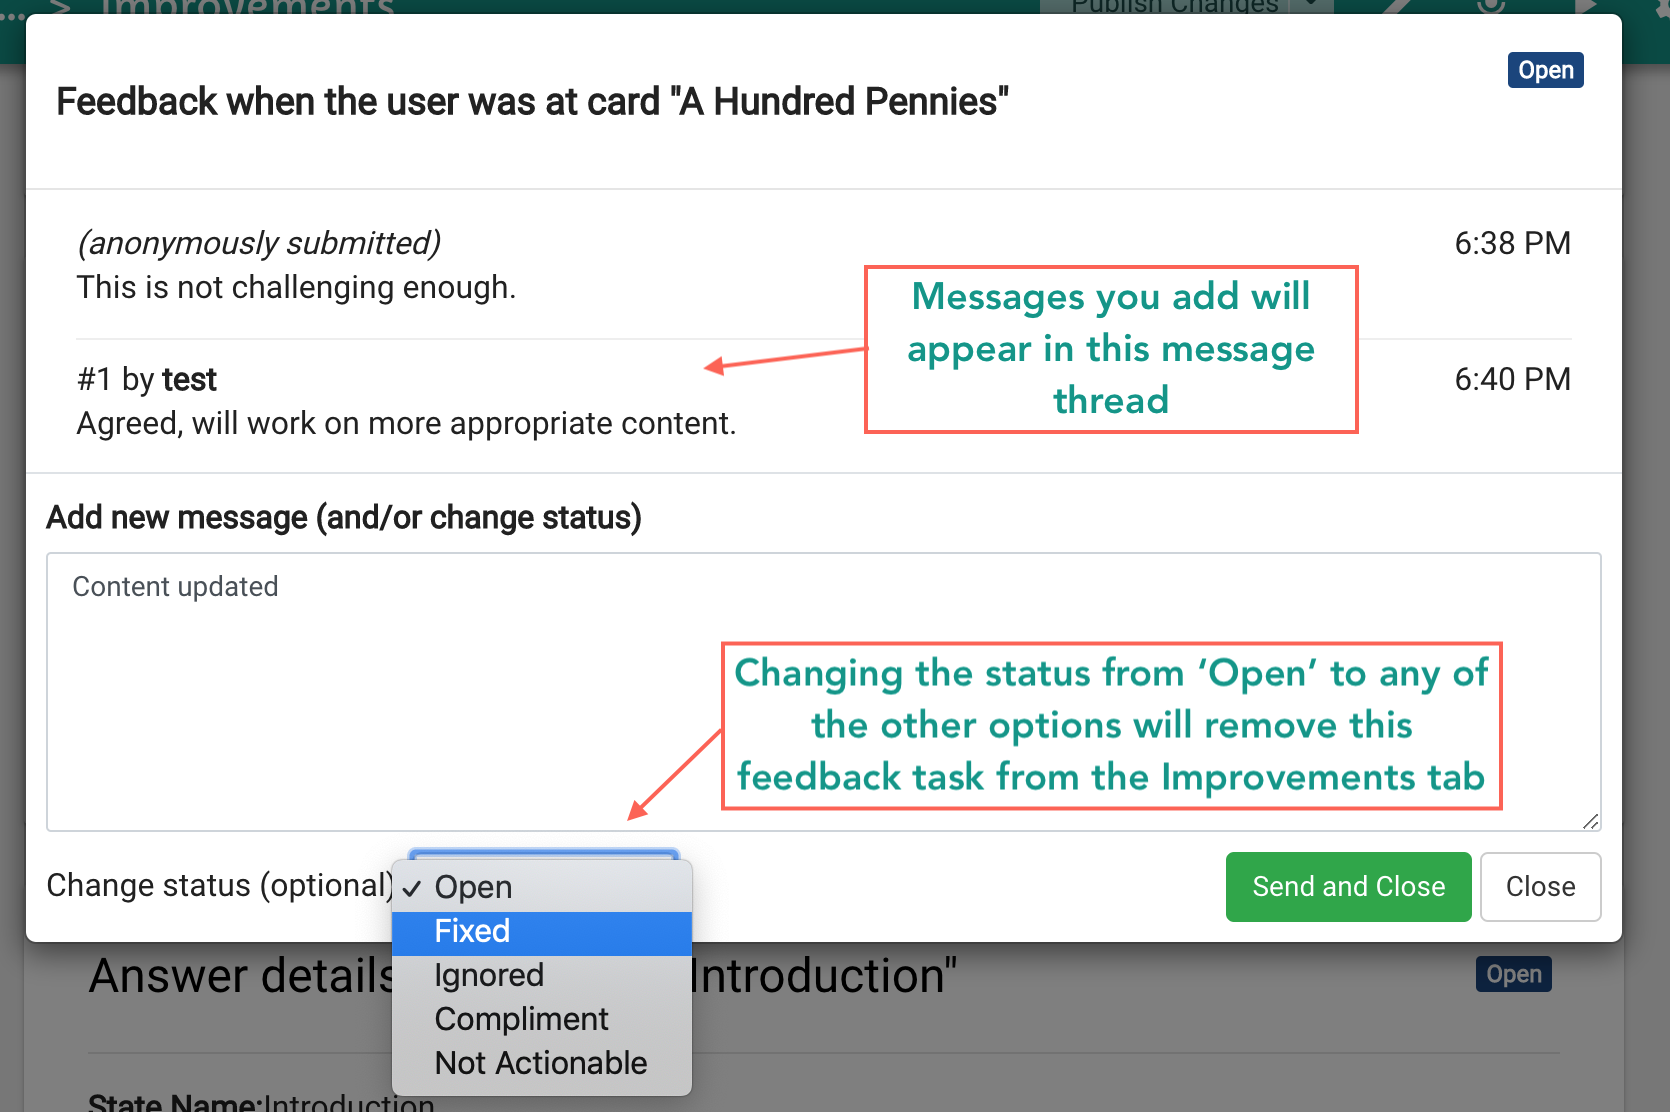 ... > Improvements
Publish Changes
Open
Feedback when the user was at card "A Hundred Pennies"
(anonymously submitted)
6:38 PM
This is not challenging enough.
Messages you add will
appear in this message
thread
#1 by test
6:40 PM
Agreed, will work on more appropriate content.
Add new message (and/or change status)
Content updated
Changing the status from ‘Open’ to any of
the other options will remove this
feedback task from the Improvements tab
Change status (optional)
✓ Open
Fixed
Ignored
Compliment
Not Actionable
Send and Close
Close
Answer details
Introduction"
Open
State Name:Introduction